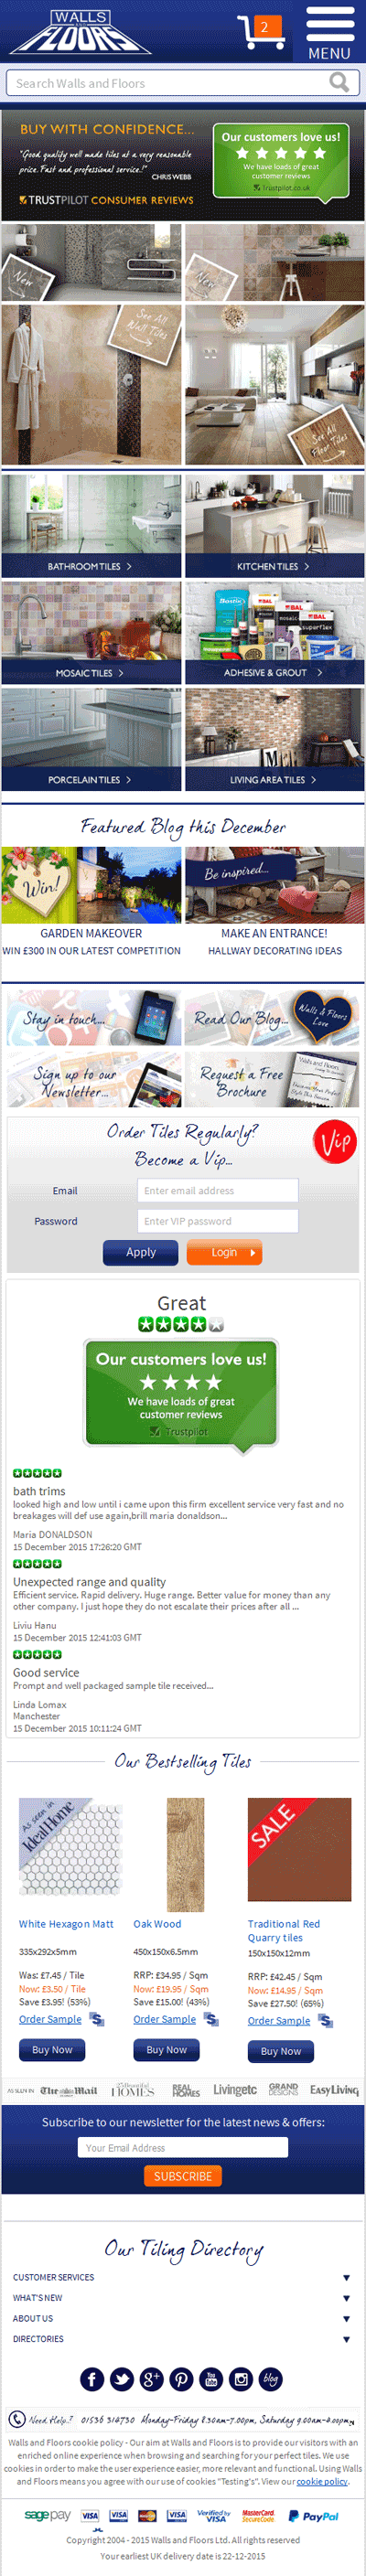 WALLS
and
FLOORS
2
MENU
Search Walls and Floors
BUY WITH CONFIDENCE...
"Good quality well made tiles at a very reasonable
price. Fast and professional service!"
CHRIS WEBB
TRUSTPILOT CONSUMER REVIEWS
Our customers love us!
We have loads of great
customer reviews
Trustpilot.co.uk
New
New
See All
Wall Tiles
See All
Floor Tiles
BATHROOM TILES >
KITCHEN TILES >
MOSAIC TILES >
ADHESIVE & GROUT >
PORCELAIN TILES >
LIVING AREA TILES >
Featured Blog this December
Win!
Be inspired...
GARDEN MAKEOVER
WIN £300 IN OUR LATEST COMPETITION
MAKE AN ENTRANCE!
HALLWAY DECORATING IDEAS
Stay in touch...
Read Our Blog...
Walls & Floors
Love
Sign up to our
Newsletter...
Request a Free
Brochure
Order Tiles Regularly?
Become a Vip...
Vip
Email
Enter email address
Password
Enter VIP password
Apply
Login
Great
Our customers love us!
We have loads of great
customer reviews
Trustpilot
bath trims
looked high and low until i came upon this firm excellent service very fast and no
breakages will def use again,brill maria donaldson...
Maria DONALDSON
15 December 2015 17:26:20 GMT
Unexpected range and quality
Efficient service. Rapid delivery. Huge range. Better value for money than any
other company. I just hope they do not escalate their prices after all ...
Liviu Hanu
15 December 2015 12:41:03 GMT
Good service
Prompt and well packaged sample tile received...
Linda Lomax
Manchester
15 December 2015 10:11:24 GMT
Our Bestselling Tiles
As seen in
Ideal Home
SALE
White Hexagon Matt
335x292x5mm
Was: £7.45 / Tile
Now: £3.50 / Tile
Save £3.95! (53%)
Order Sample
Buy Now
Oak Wood
450x150x6.5mm
RRP: £34.95 / Sqm
Now: £19.95 / Sqm
Save £15.00! (43%)
Order Sample
Buy Now
Traditional Red
Quarry tiles
150x150x12mm
RRP: £42.45 / Sqm
Now: £14.95 / Sqm
Save £27.50! (65%)
Order Sample
Buy Now
AS SEEN IN
The Mail
HOMES
REAL
HOMES
Livingetc
GRAND
DESIGNS
EasyLiving
Subscribe to our newsletter for the latest news & offers:
Your Email Address
SUBSCRIBE
Our Tiling Directory
CUSTOMER SERVICES
WHAT'S NEW
ABOUT US
DIRECTORIES
blog
Need Help? 01536 314730 Monday-Friday 8.30am-7.00pm, Saturday 9.00am-4.00pm
Walls and Floors cookie policy - Our aim at Walls and Floors is to provide our visitors with an
enriched online experience when browsing and searching for your perfect tiles. We use
cookies in order to make the user experience easier, more relevant and functional. Using Walls
and Floors means you agree with our use of cookies "Testing's". View our cookie policy.
sagepay
VISA
VISA
MasterCard
VISA
Verified by
VISA
MasterCard.
SecureCode.
PayPal
Copyright 2004 - 2015 Walls and Floors Ltd. All rights reserved
Your earliest UK delivery date is 22-12-2015